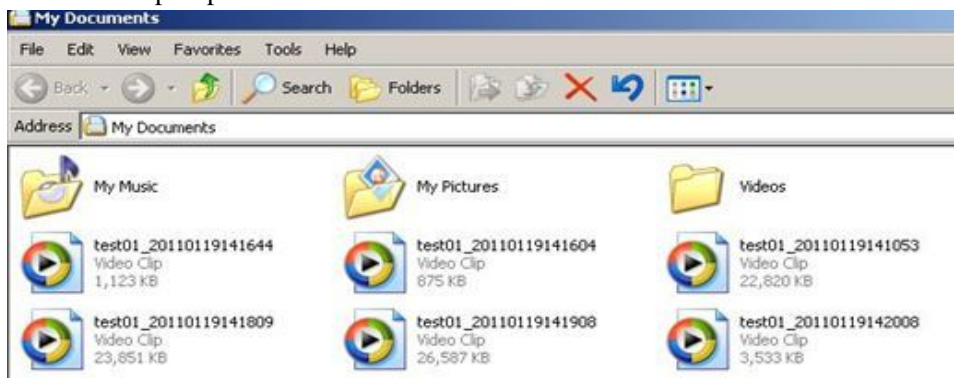 My Documents
File Edit View Favorites Tools Help
Back Search Folders
Address My Documents
My Music
My Pictures
Videos
test01_20110119141644
Video Clip
1,123 KB
test01_20110119141604
Video Clip
875 KB
test01_20110119141053
Video Clip
22,820 KB
test01_20110119141809
Video Clip
23,851 KB
test01_20110119141908
Video Clip
26,587 KB
test01_20110119142008
Video Clip
3,533 KB